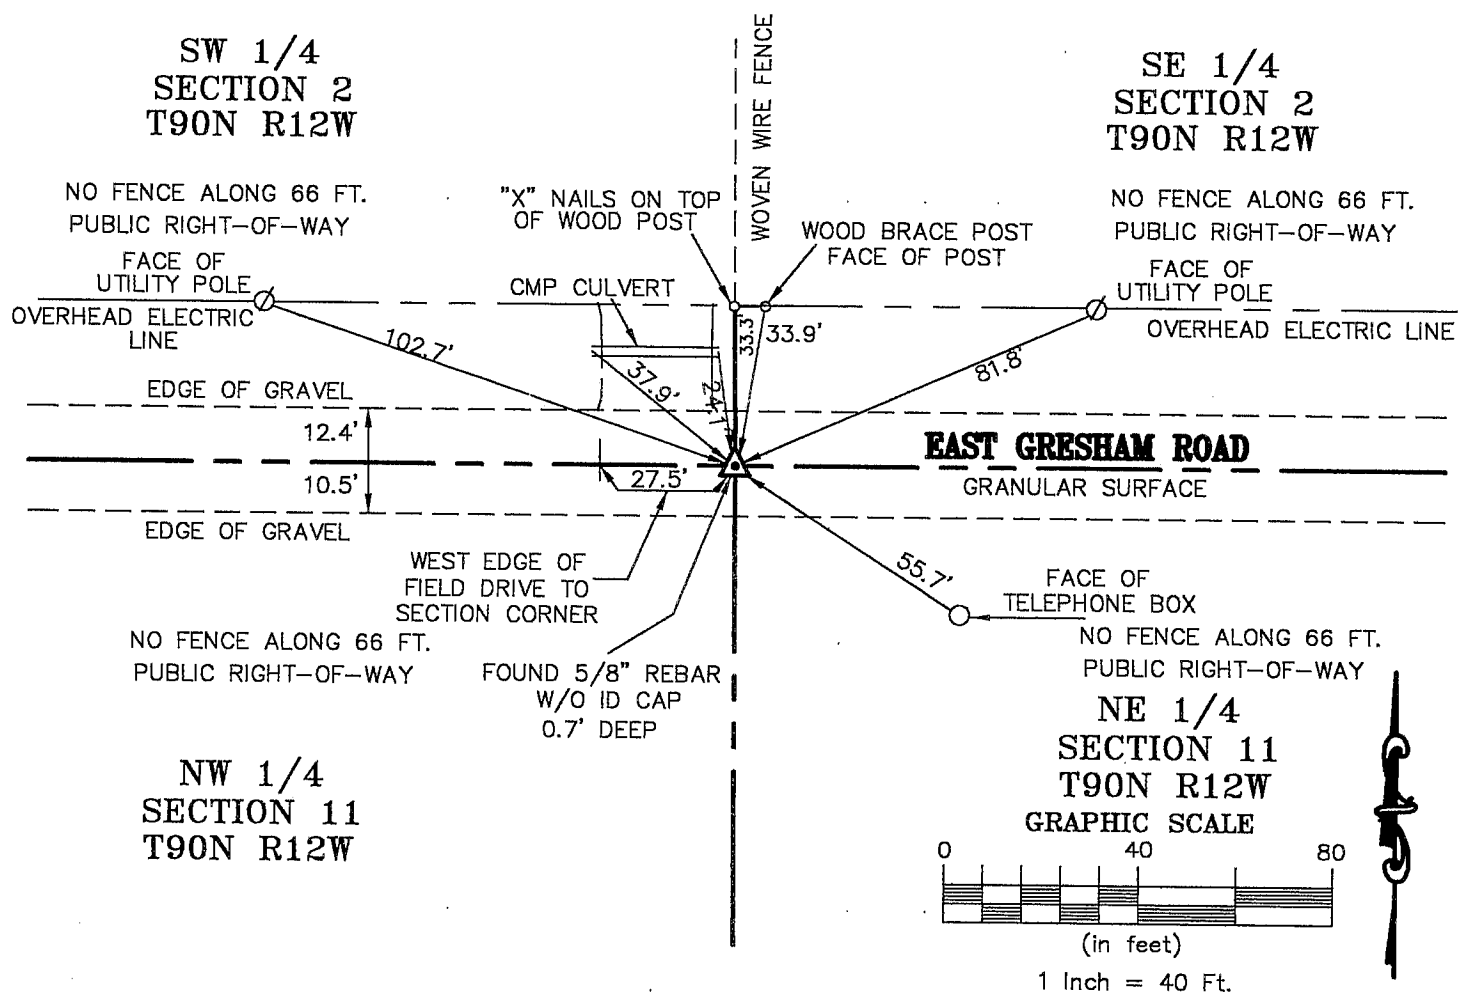 SW 1/4
SECTION 2
T90N R12W
WOVEN WIRE FENCE
SE 1/4
SECTION 2
T90N R12W
NO FENCE ALONG 66 FT.
PUBLIC RIGHT-OF-WAY
"X" NAILS ON TOP
OF WOOD POST
WOOD BRACE POST
FACE OF POST
NO FENCE ALONG 66 FT.
PUBLIC RIGHT-OF-WAY
FACE OF
UTILITY POLE
CMP CULVERT
FACE OF
UTILITY POLE
OVERHEAD ELECTRIC
LINE
OVERHEAD ELECTRIC LINE
102.7'
37.9'
24.1'
33.3'
33.9'
81.8'
EDGE OF GRAVEL
12.4'
10.5'
27.5'
EAST GRESHAM ROAD
GRANULAR SURFACE
EDGE OF GRAVEL
WEST EDGE OF
FIELD DRIVE TO
SECTION CORNER
55.7'
FACE OF
TELEPHONE BOX
NO FENCE ALONG 66 FT.
PUBLIC RIGHT-OF-WAY
FOUND 5/8" REBAR
W/O ID CAP
0.7' DEEP
NO FENCE ALONG 66 FT.
PUBLIC RIGHT-OF-WAY
NW 1/4
SECTION 11
T90N R12W
NE 1/4
SECTION 11
T90N R12W
GRAPHIC SCALE
0 40 80
(in feet)
1 Inch = 40 Ft.